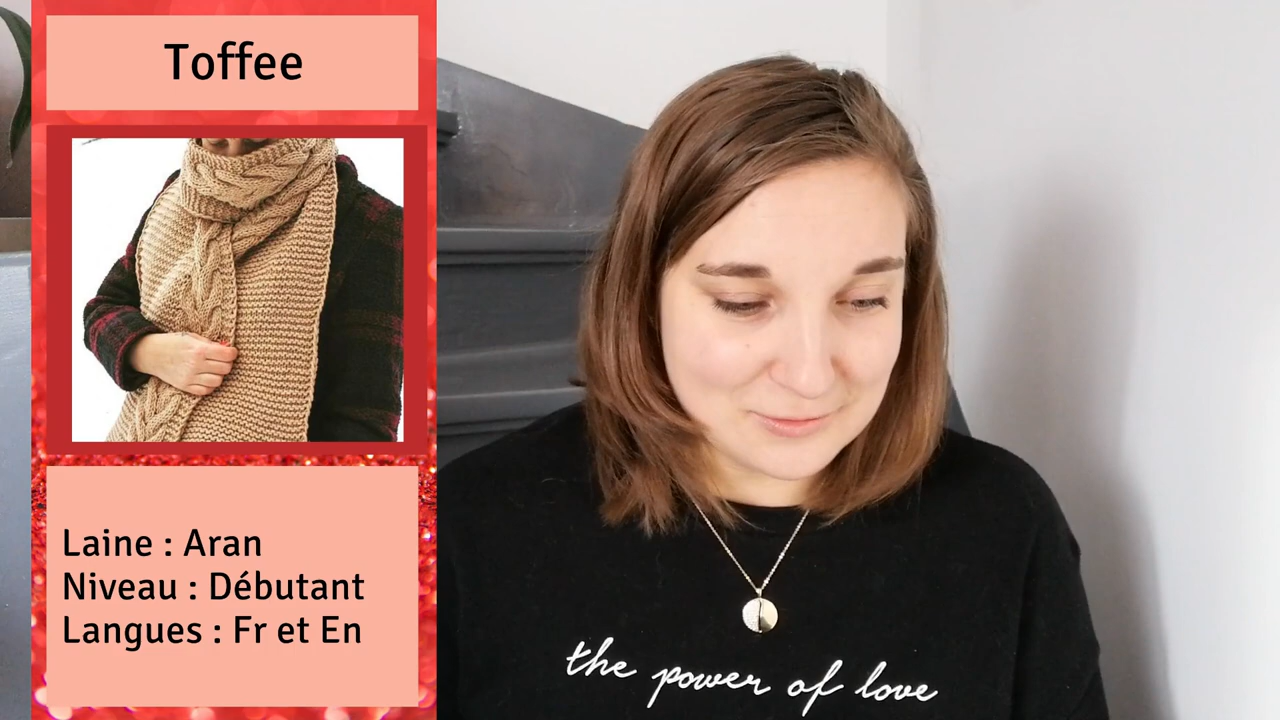 Toffee
Laine : Aran
Niveau : Débutant
Langues : Fr et En
the power of love